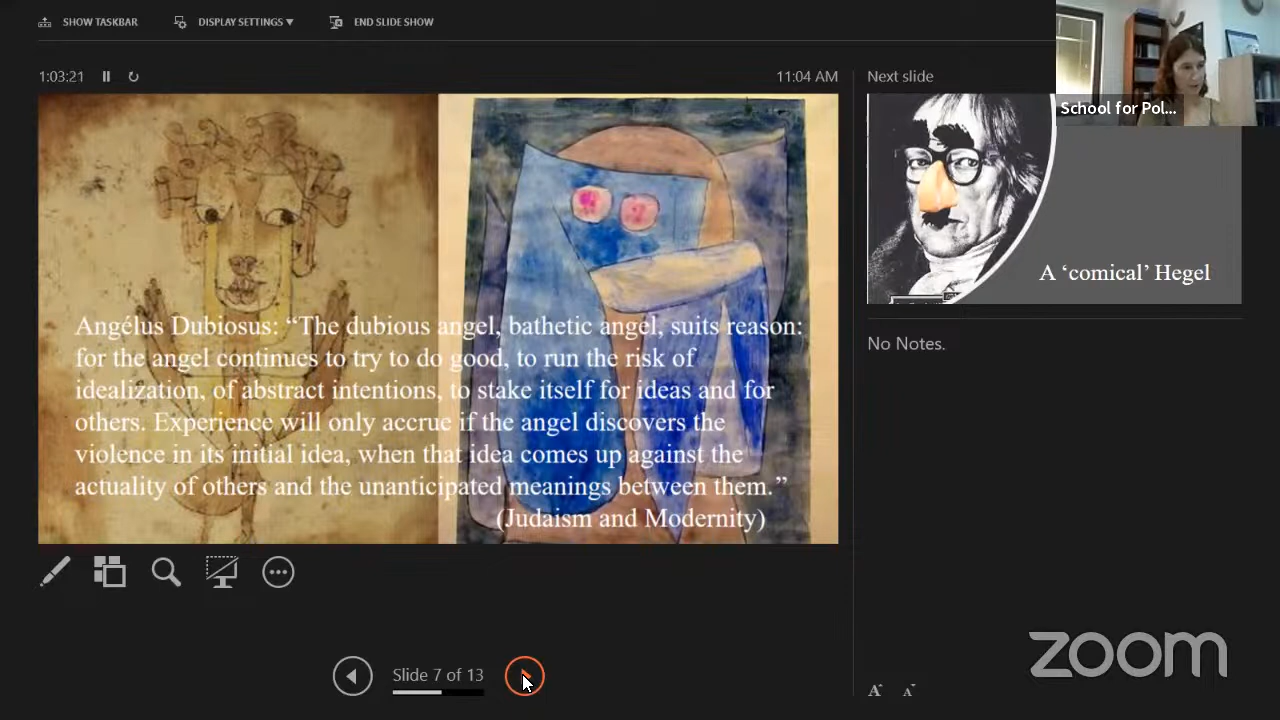 SHOW TASKBAR
DISPLAY SETTINGS ▼
END SLIDE SHOW
1:03:21
11:04 AM
Next slide
School for Pol...
Angélus Dubiosus: “The dubious angel, bathetic angel, suits reason:
for the angel continues to try to do good, to run the risk of
idealization, of abstract intentions, to stake itself for ideas and for
others. Experience will only accrue if the angel discovers the
violence in its initial idea, when that idea comes up against the
actuality of others and the unanticipated meanings between them.”
(Judaism and Modernity)
A ‘comical’ Hegel
No Notes.
Slide 7 of 13
zoom
A A